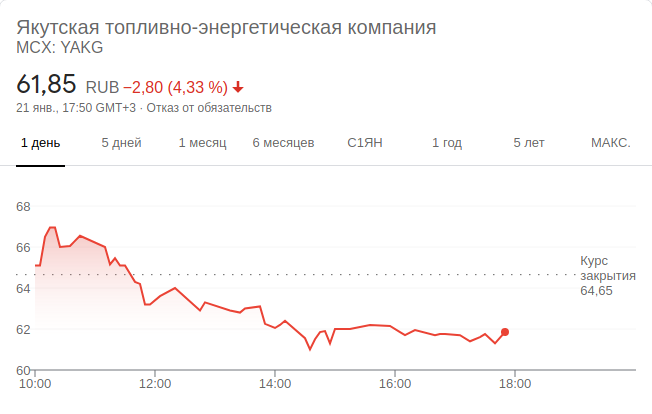 Якутская топливно-энергетическая компания
MCX: YAKG
61,85 RUB −2,80 (4,33 %)
21 янв., 17:50 GMT+3 · Отказ от обязательств
1 день 5 дней 1 месяц 6 месяцев С1ЯН 1 год 5 лет МАКС.
68
66
Курс
закрытия
64,65
64
62
60
10:00 12:00 14:00 16:00 18:00